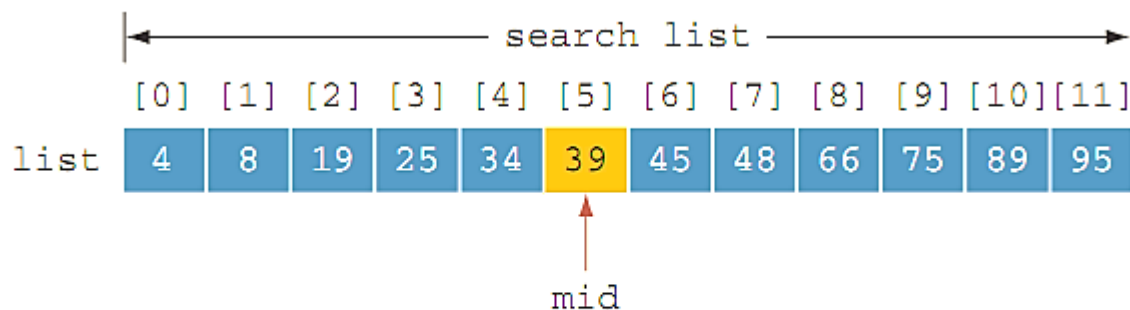 search list
[0] [1] [2] [3] [4] [5] [6] [7] [8] [9] [10][11]
list 4 8 19 25 34 39 45 48 66 75 89 95
mid